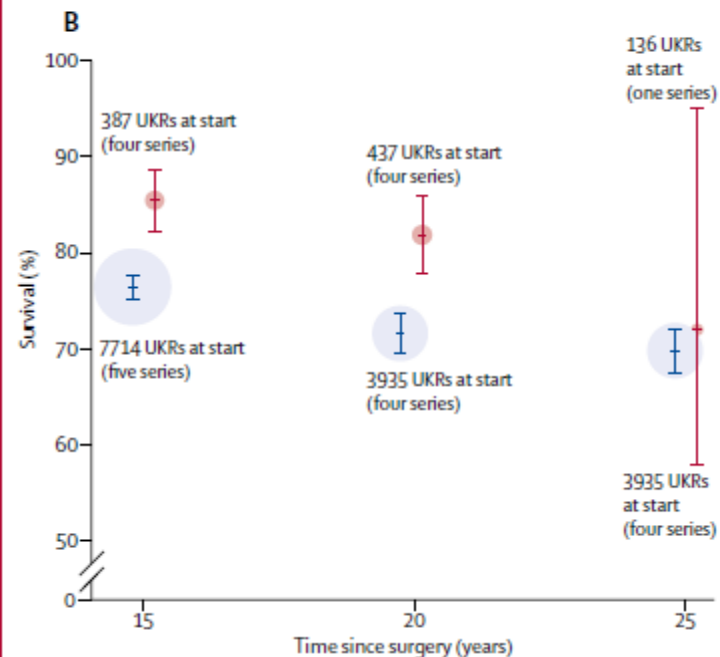 B
136 UKRs
at start
(one series)
100
387 UKRs at start
(four series)
90
437 UKRs at start
(four series)
80
Survival (%)
7714 UKRs at start
(five series)
70
3935 UKRs at start
(four series)
60
3935 UKRs
at start
(four series)
50
0
15
20
25
Time since surgery (years)